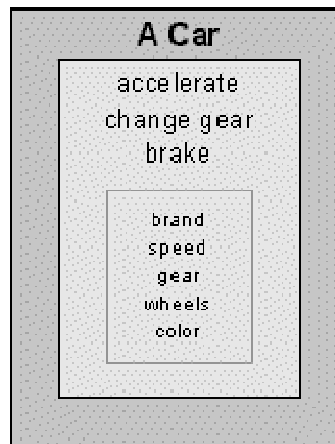 A Car
accelerate
change gear
brake
brand
speed
gear
wheels
color